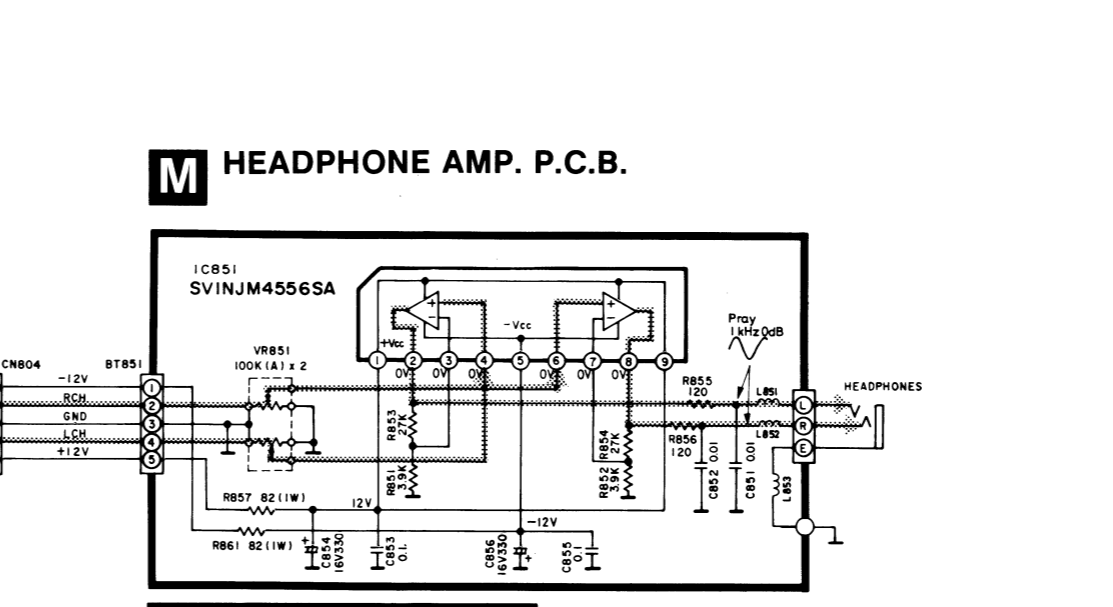 M HEADPHONE AMP. P.C.B.
IC851
SVINJM4556SA
+Vcc
-Vcc
1 2 3 4 5 6 7 8 9
0V 0V 0V 0V 0V 0V
Pray
1kHz 0dB
CN804
BT851
VR851
100K(A) x 2
-12V
RCH
GND
LCH
+12V
1
2
3
4
5
R853
27K
R851
3.9K
R854
27K
R852
3.9K
R855
120
R856
120
L851
L852
L853
C852 0.01
C851 0.01
L
R
E
HEADPHONES
R857 82(1W)
12V
R861 82(1W)
-12V
+
C854
16V330
C853
0.1.
C856
16V330
+
C855
0.1